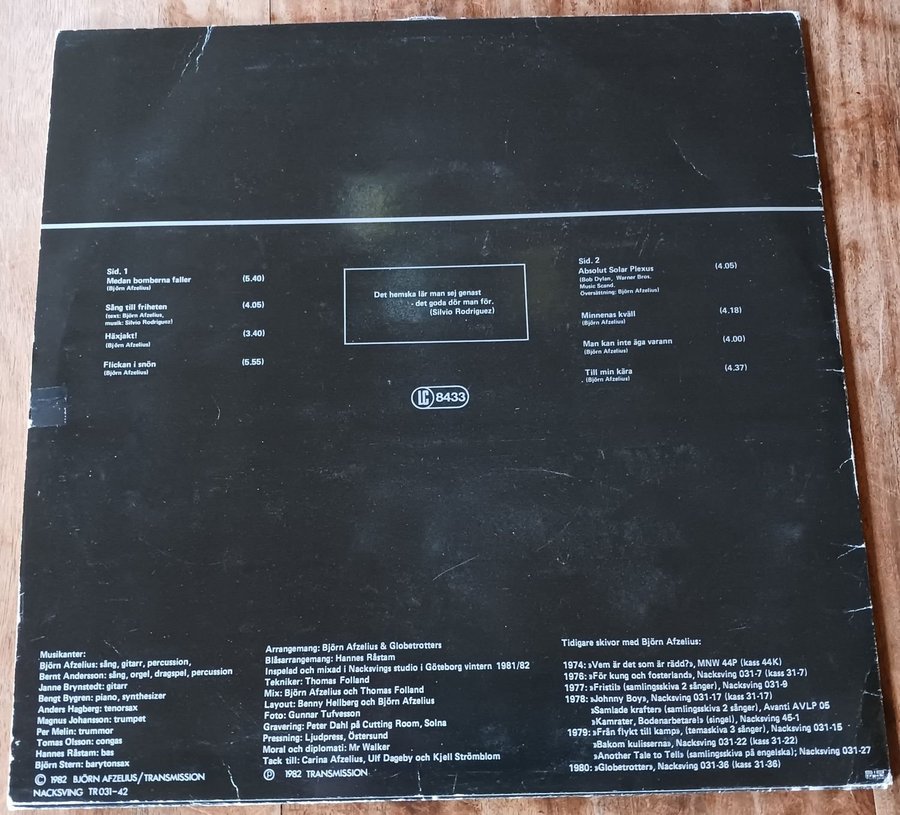 Sid. 1
Medan bomberna faller (5.40)
(Björn Afzelius)
Sång till friheten (4.05)
(text: Björn Afzelius,
musik: Silvio Rodriguez)
Häxjakt! (3.40)
(Björn Afzelius)
Flickan i snön (5.55)
(Björn Afzelius)
Det hemska lär man sej genast
- det goda dör man för.
(Silvio Rodriguez)
LC 8433
Sid. 2
Absolut Solar Plexus (4.05)
(Bob Dylan, Warner Bros.
Music Scand.
Översättning: Björn Afzelius)
Minnenas kväll (4.18)
(Björn Afzelius)
Man kan inte äga varann (4.00)
(Björn Afzelius)
Till min kära (4.37)
(Björn Afzelius)
Musikanter:
Björn Afzelius: sång, gitarr, percussion,
Bernt Andersson: sång, orgel, dragspel, percussion
Janne Brynstedt: gitarr
Bengt Bygren: piano, synthesizer
Anders Hagberg: tenorsax
Magnus Johansson: trumpet
Per Melin: trummor
Tomas Olsson: congas
Hannes Råstam: bas
Björn Stern: barytonsax
© 1982 BJÖRN AFZELIUS/TRANSMISSION
NACKSVING TR031-42
Arrangemang: Björn Afzelius & Globetrotters
Blåsarrangemang: Hannes Råstam
Inspelad och mixad i Nacksvings studio i Göteborg vintern 1981/82
Tekniker: Thomas Folland
Mix: Björn Afzelius och Thomas Folland
Layout: Benny Hellberg och Björn Afzelius
Foto: Gunnar Tufvesson
Gravering: Peter Dahl på Cutting Room, Solna
Pressning: Ljudpress, Östersund
Moral och diplomati: Mr Walker
Tack till: Carina Afzelius, Ulf Dageby och Kjell Strömblom
℗ 1982 TRANSMISSION
Tidigare skivor med Björn Afzelius:
1974: »Vem är det som är rädd?», MNW 44P (kass 44K)
1976: »För kung och fosterland», Nacksving 031-7 (kass 31-7)
1977: »Fristil» (samlingsskiva 2 sånger), Nacksving 031-9
1978: »Johnny Boy», Nacksving 031-17 (kass 31-17)
»Samlade krafter» (samlingsskiva 2 sånger), Avanti AVLP 05
»Kamrater, Bodenarbetare!» (singel), Nacksving 45-1
1979: »Från flykt till kamp», (temaskiva 3 sånger), Nacksving 031-15
»Bakom kulisserna», Nacksving 031-22 (kass 31-22)
»Another Tale to Tell» (samlingsskiva på engelska); Nacksving 031-27
1980: »Globetrotter», Nacksving 031-36 (kass 31-36)